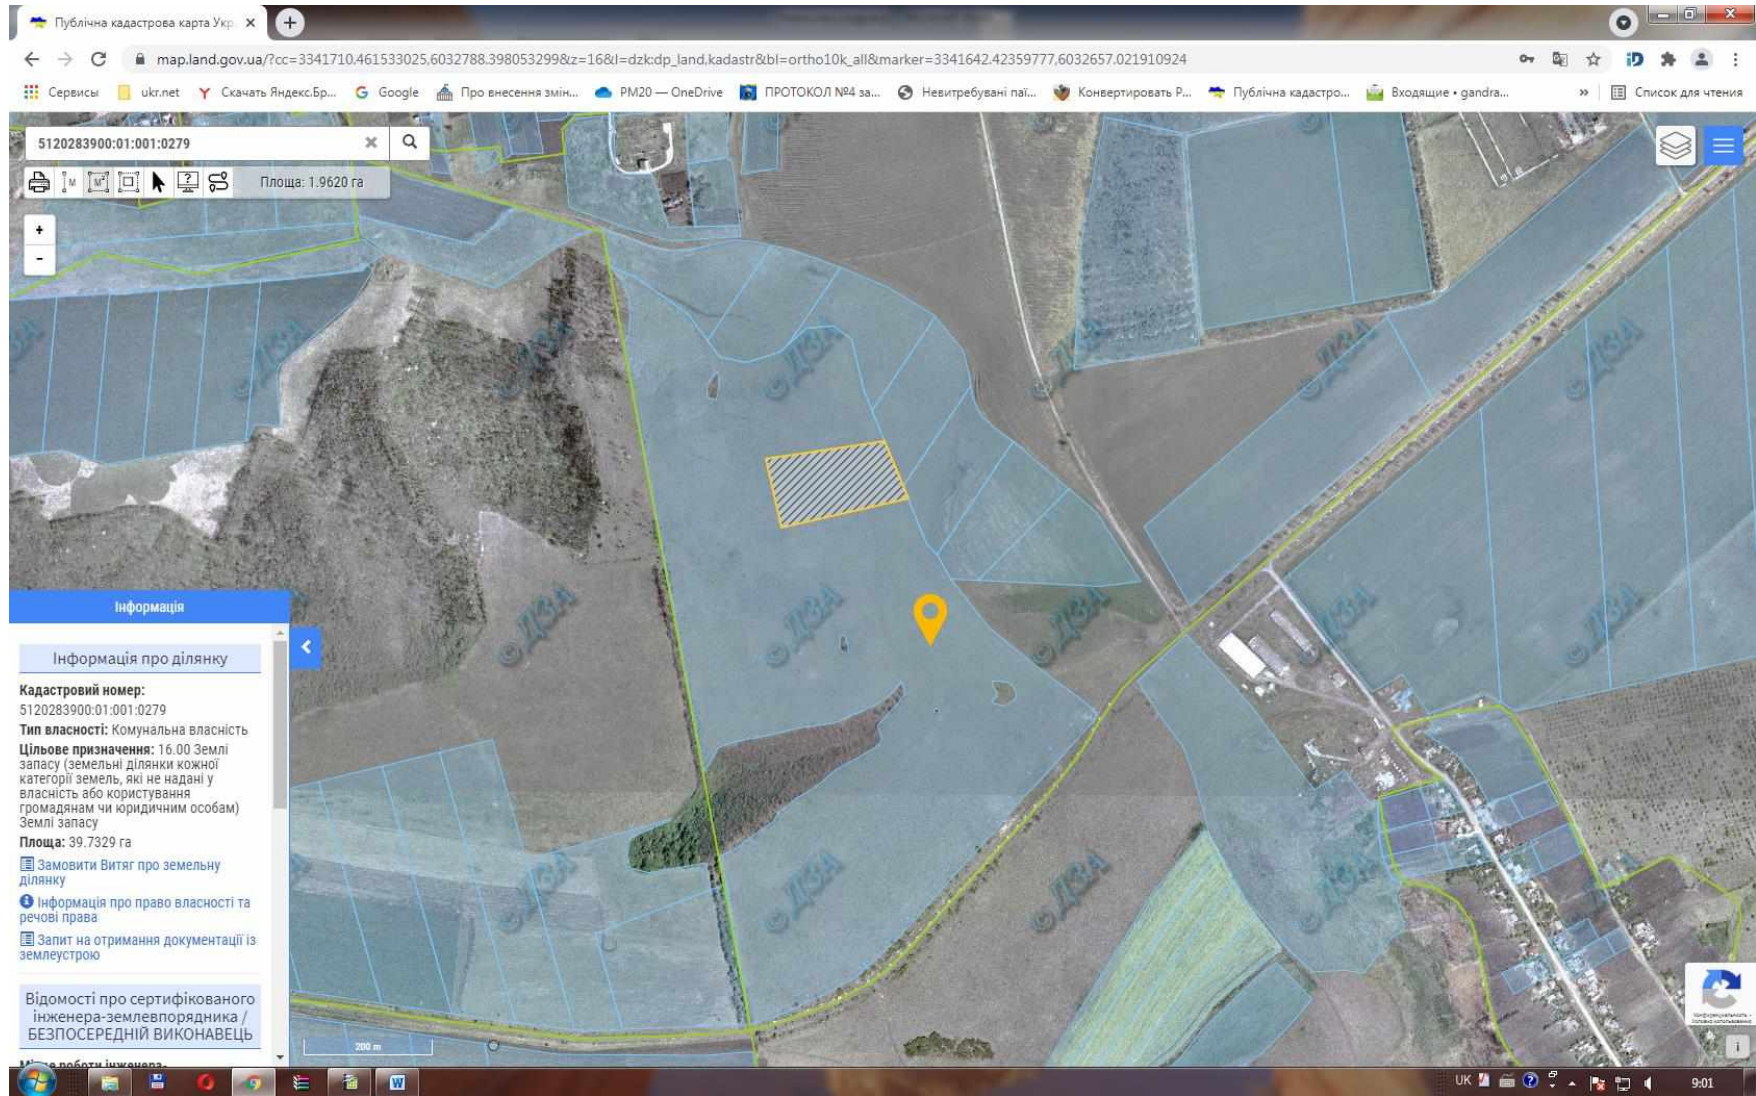 Публічна кадастрова карта Укр
map.land.gov.ua/?cc=3341710.461533025,6032788.398053299&z=16&l=dzk:dp_land,kadastr&bl=ortho10k_all&marker=3341642.42359777,6032657.021910924
Сервисы ukr.net Скачать Яндекс.Бр... Google Про внесення змін... PM20 — OneDrive ПРОТОКОЛ №4 за... Невитребувані паї,... Конвертировать P... Публічна кадастро... Входящие • gandra... » Список для чтения
5120283900:01:001:0279
Площа: 1.9620 га
+
-
© ДЗА
Інформація
Інформація про ділянку
Кадастровий номер:
5120283900:01:001:0279
Тип власності: Комунальна власність
Цільове призначення: 16.00 Землі
запасу (земельні ділянки кожної
категорії земель, які не надані у
власність або користування
громадянам чи юридичним особам)
Землі запасу
Площа: 39.7329 га
Замовити Витяг про земельну
ділянку
Інформація про право власності та
речові права
Запит на отримання документації із
землеустрою
Відомості про сертифікованого
інженера-землевпорядника /
БЕЗПОСЕРЕДНІЙ ВИКОНАВЕЦЬ
Місце роботи інженера-
200 m
UK 9:01